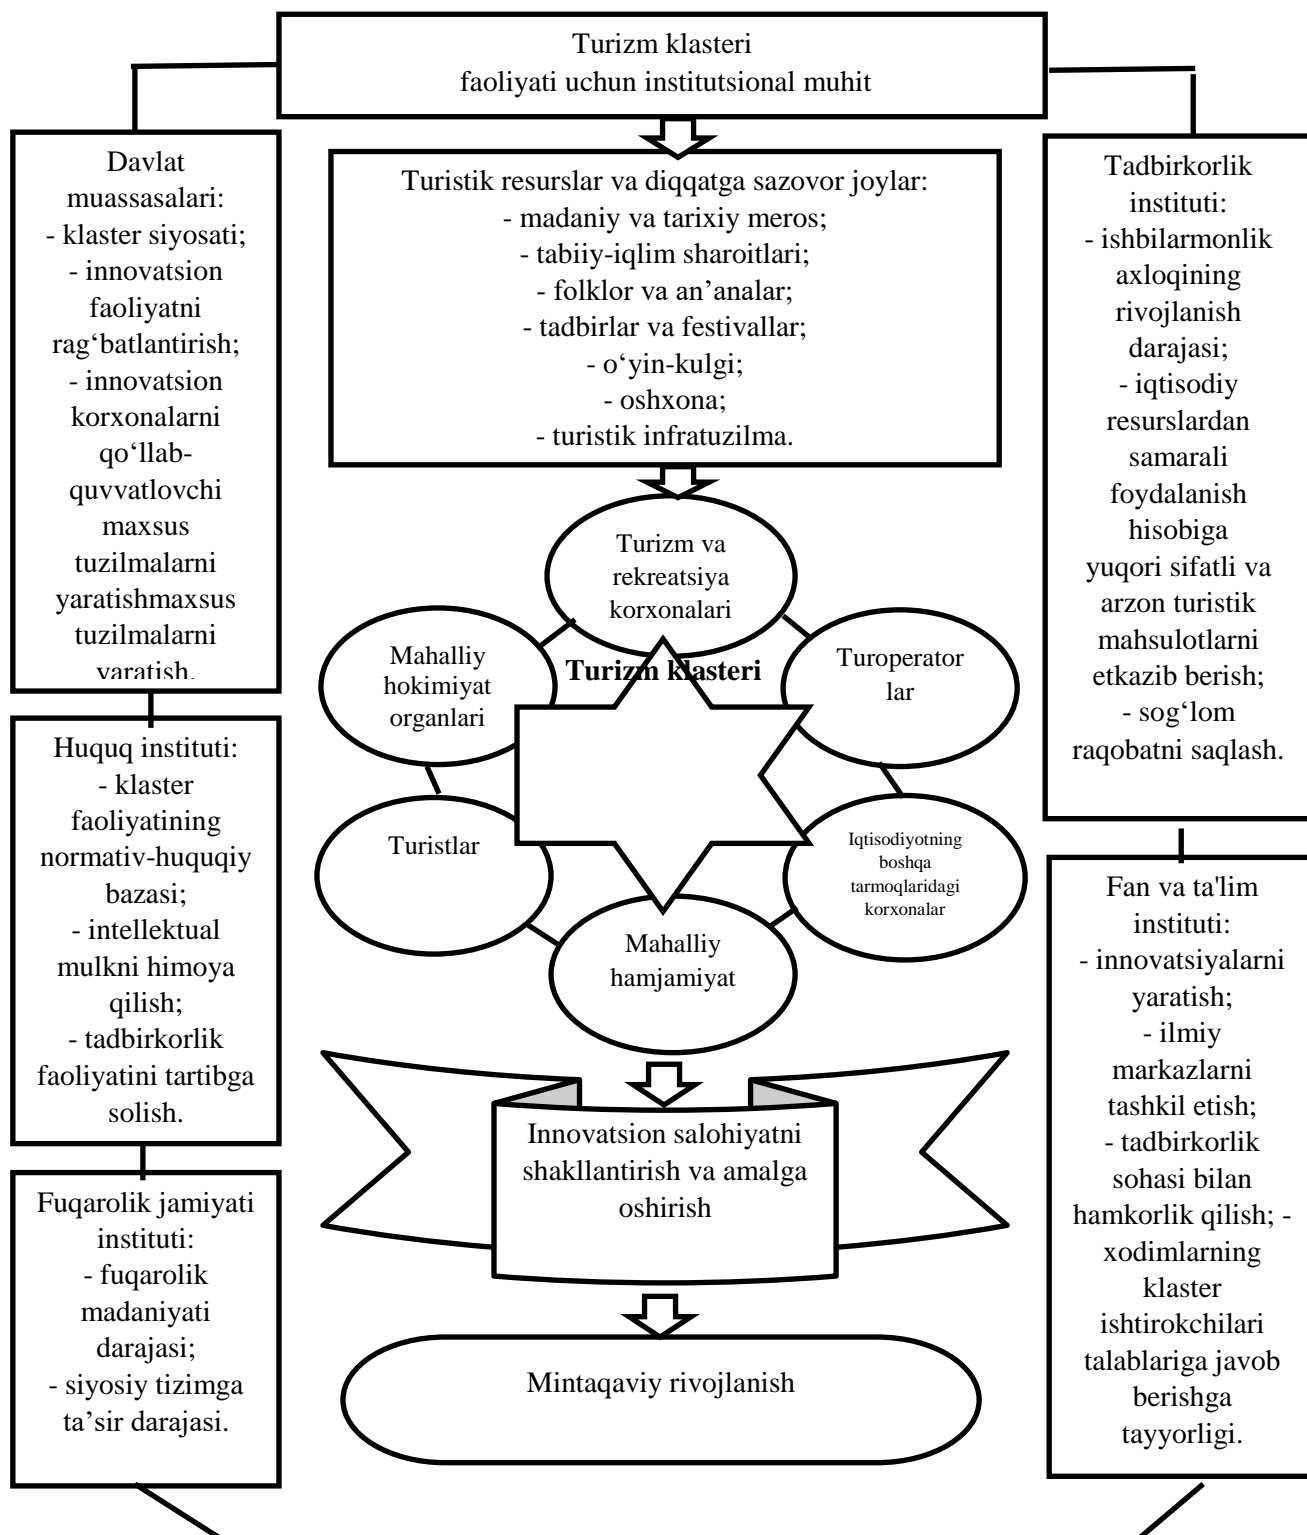 Turizm klasteri
faoliyati uchun institutsional muhit
Davlat
muassasalari:
- klaster siyosati;
- innovatsion
faoliyatni
rag‘batlantirish;
- innovatsion
korxonalarni
qo‘llab-
quvvatlovchi
maxsus
tuzilmalarni
yaratishmaxsus
tuzilmalarni
yaratish.
Huquq instituti:
- klaster
faoliyatining
normativ-huquqiy
bazasi;
- intellektual
mulkni himoya
qilish;
- tadbirkorlik
faoliyatini tartibga
solish.
Fuqarolik jamiyati
instituti:
- fuqarolik
madaniyati
darajasi;
- siyosiy tizimga
ta’sir darajasi.
Turistik resurslar va diqqatga sazovor joylar:
- madaniy va tarixiy meros;
- tabiiy-iqlim sharoitlari;
- folklor va an’analar;
- tadbirlar va festivallar;
- o‘yin-kulgi;
- oshxona;
- turistik infratuzilma.
Turizm va
rekreatsiya
korxonalari
Mahalliy
hokimiyat
organlari
Turizm klasteri
Turoperator
lar
Turistlar
Iqtisodiyotning
boshqa
tarmoqlaridagi
korxonalar
Mahalliy
hamjamiyat
Innovatsion salohiyatni
shakllantirish va amalga
oshirish
Mintaqaviy rivojlanish
Tadbirkorlik
instituti:
- ishbilarmonlik
axloqining
rivojlanish
darajasi;
- iqtisodiy
resurslardan
samarali
foydalanish
hisobiga
yuqori sifatli va
arzon turistik
mahsulotlarni
etkazib berish;
- sog‘lom
raqobatni saqlash.
Fan va ta'lim
instituti:
- innovatsiyalarni
yaratish;
- ilmiy
markazlarni
tashkil etish;
- tadbirkorlik
sohasi bilan
hamkorlik qilish; -
xodimlarning
klaster
ishtirokchilari
talablariga javob
berishga
tayyorligi.